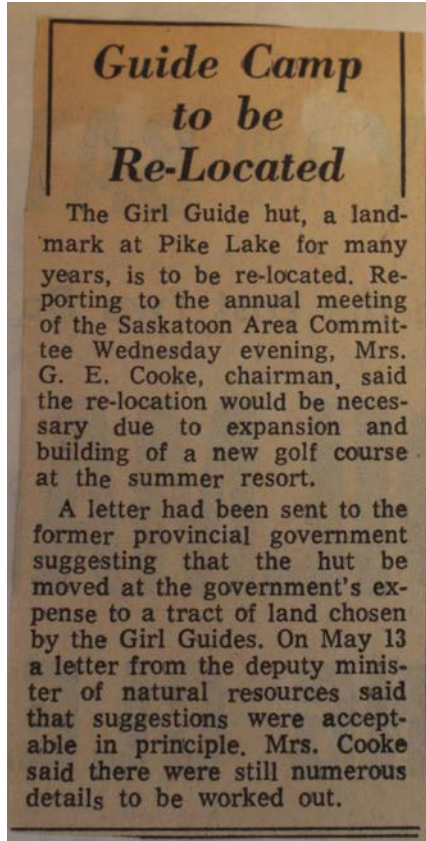 Guide Camp
to be
Re-Located
The Girl Guide hut, a land-
mark at Pike Lake for many
years, is to be re-located. Re-
porting to the annual meeting
of the Saskatoon Area Commit-
tee Wednesday evening, Mrs.
G. E. Cooke, chairman, said
the re-location would be neces-
sary due to expansion and
building of a new golf course
at the summer resort.
A letter had been sent to the
former provincial government
suggesting that the hut be
moved at the government's ex-
pense to a tract of land chosen
by the Girl Guides. On May 13
a letter from the deputy minis-
ter of natural resources said
that suggestions were accept-
able in principle. Mrs. Cooke
said there were still numerous
details to be worked out.